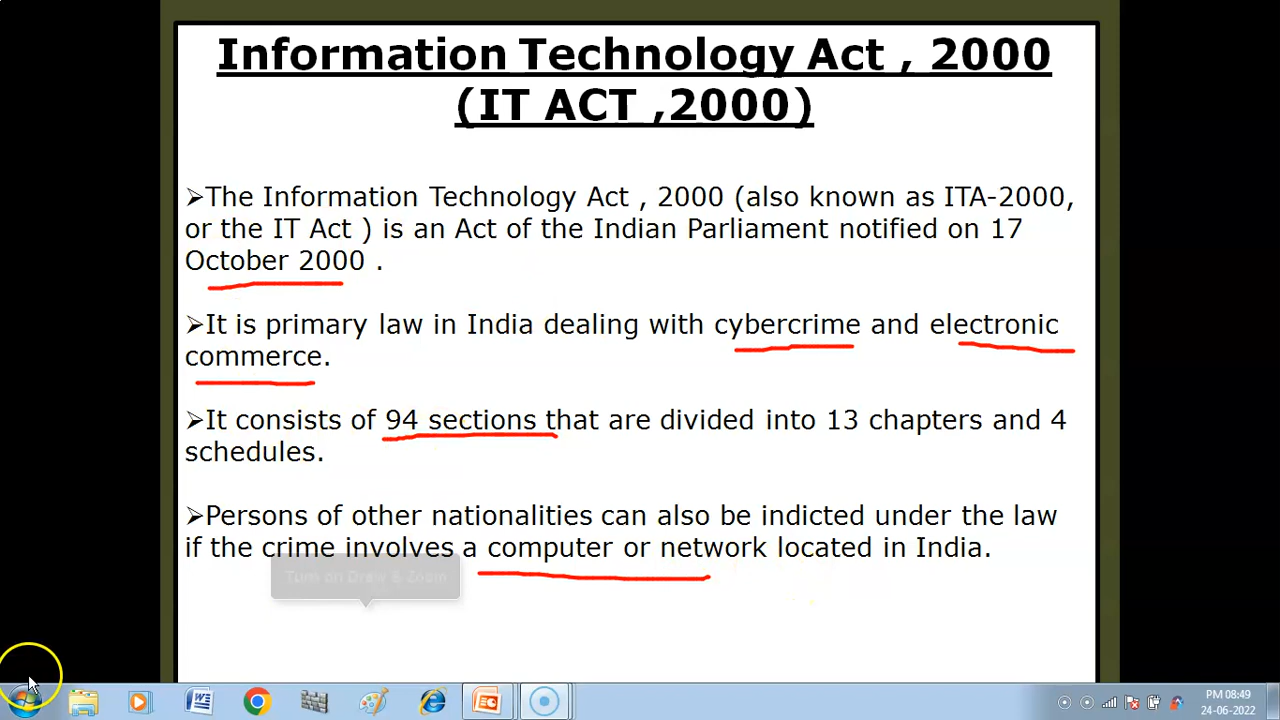 Information Technology Act , 2000
(IT ACT ,2000)
➢The Information Technology Act , 2000 (also known as ITA-2000,
or the IT Act ) is an Act of the Indian Parliament notified on 17
October 2000 .
➢It is primary law in India dealing with cybercrime and electronic
commerce.
➢It consists of 94 sections that are divided into 13 chapters and 4
schedules.
➢Persons of other nationalities can also be indicted under the law
if the crime involves a computer or network located in India.
Turn on Draw & Zoom
PM 08:49
24-06-2022